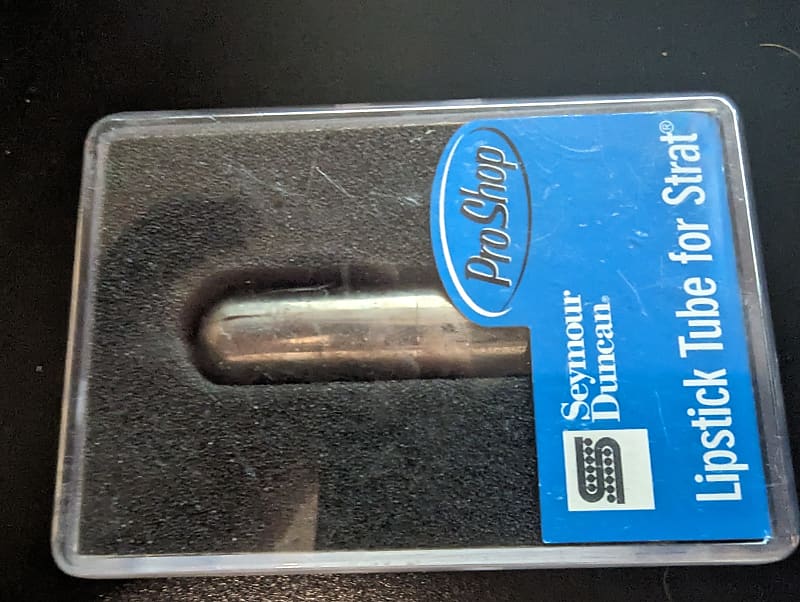 ProShop
Seymour
Duncan®
Lipstick Tube for Strat®